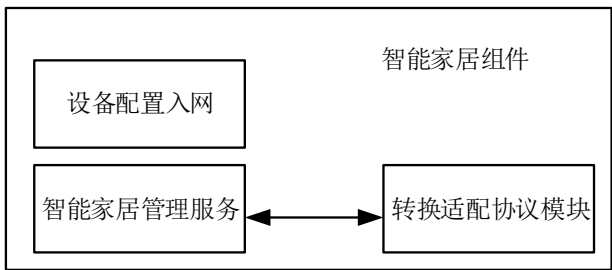 智能家居组件
设备配置入网
智能家居管理服务
转换适配协议模块